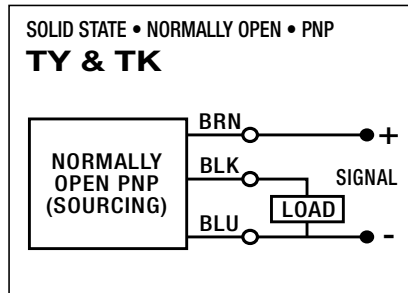 SOLID STATE • NORMALLY OPEN • PNP
TY & TK
BRN
+
NORMALLY
OPEN PNP
(SOURCING)
BLK
SIGNAL
LOAD
BLU
-